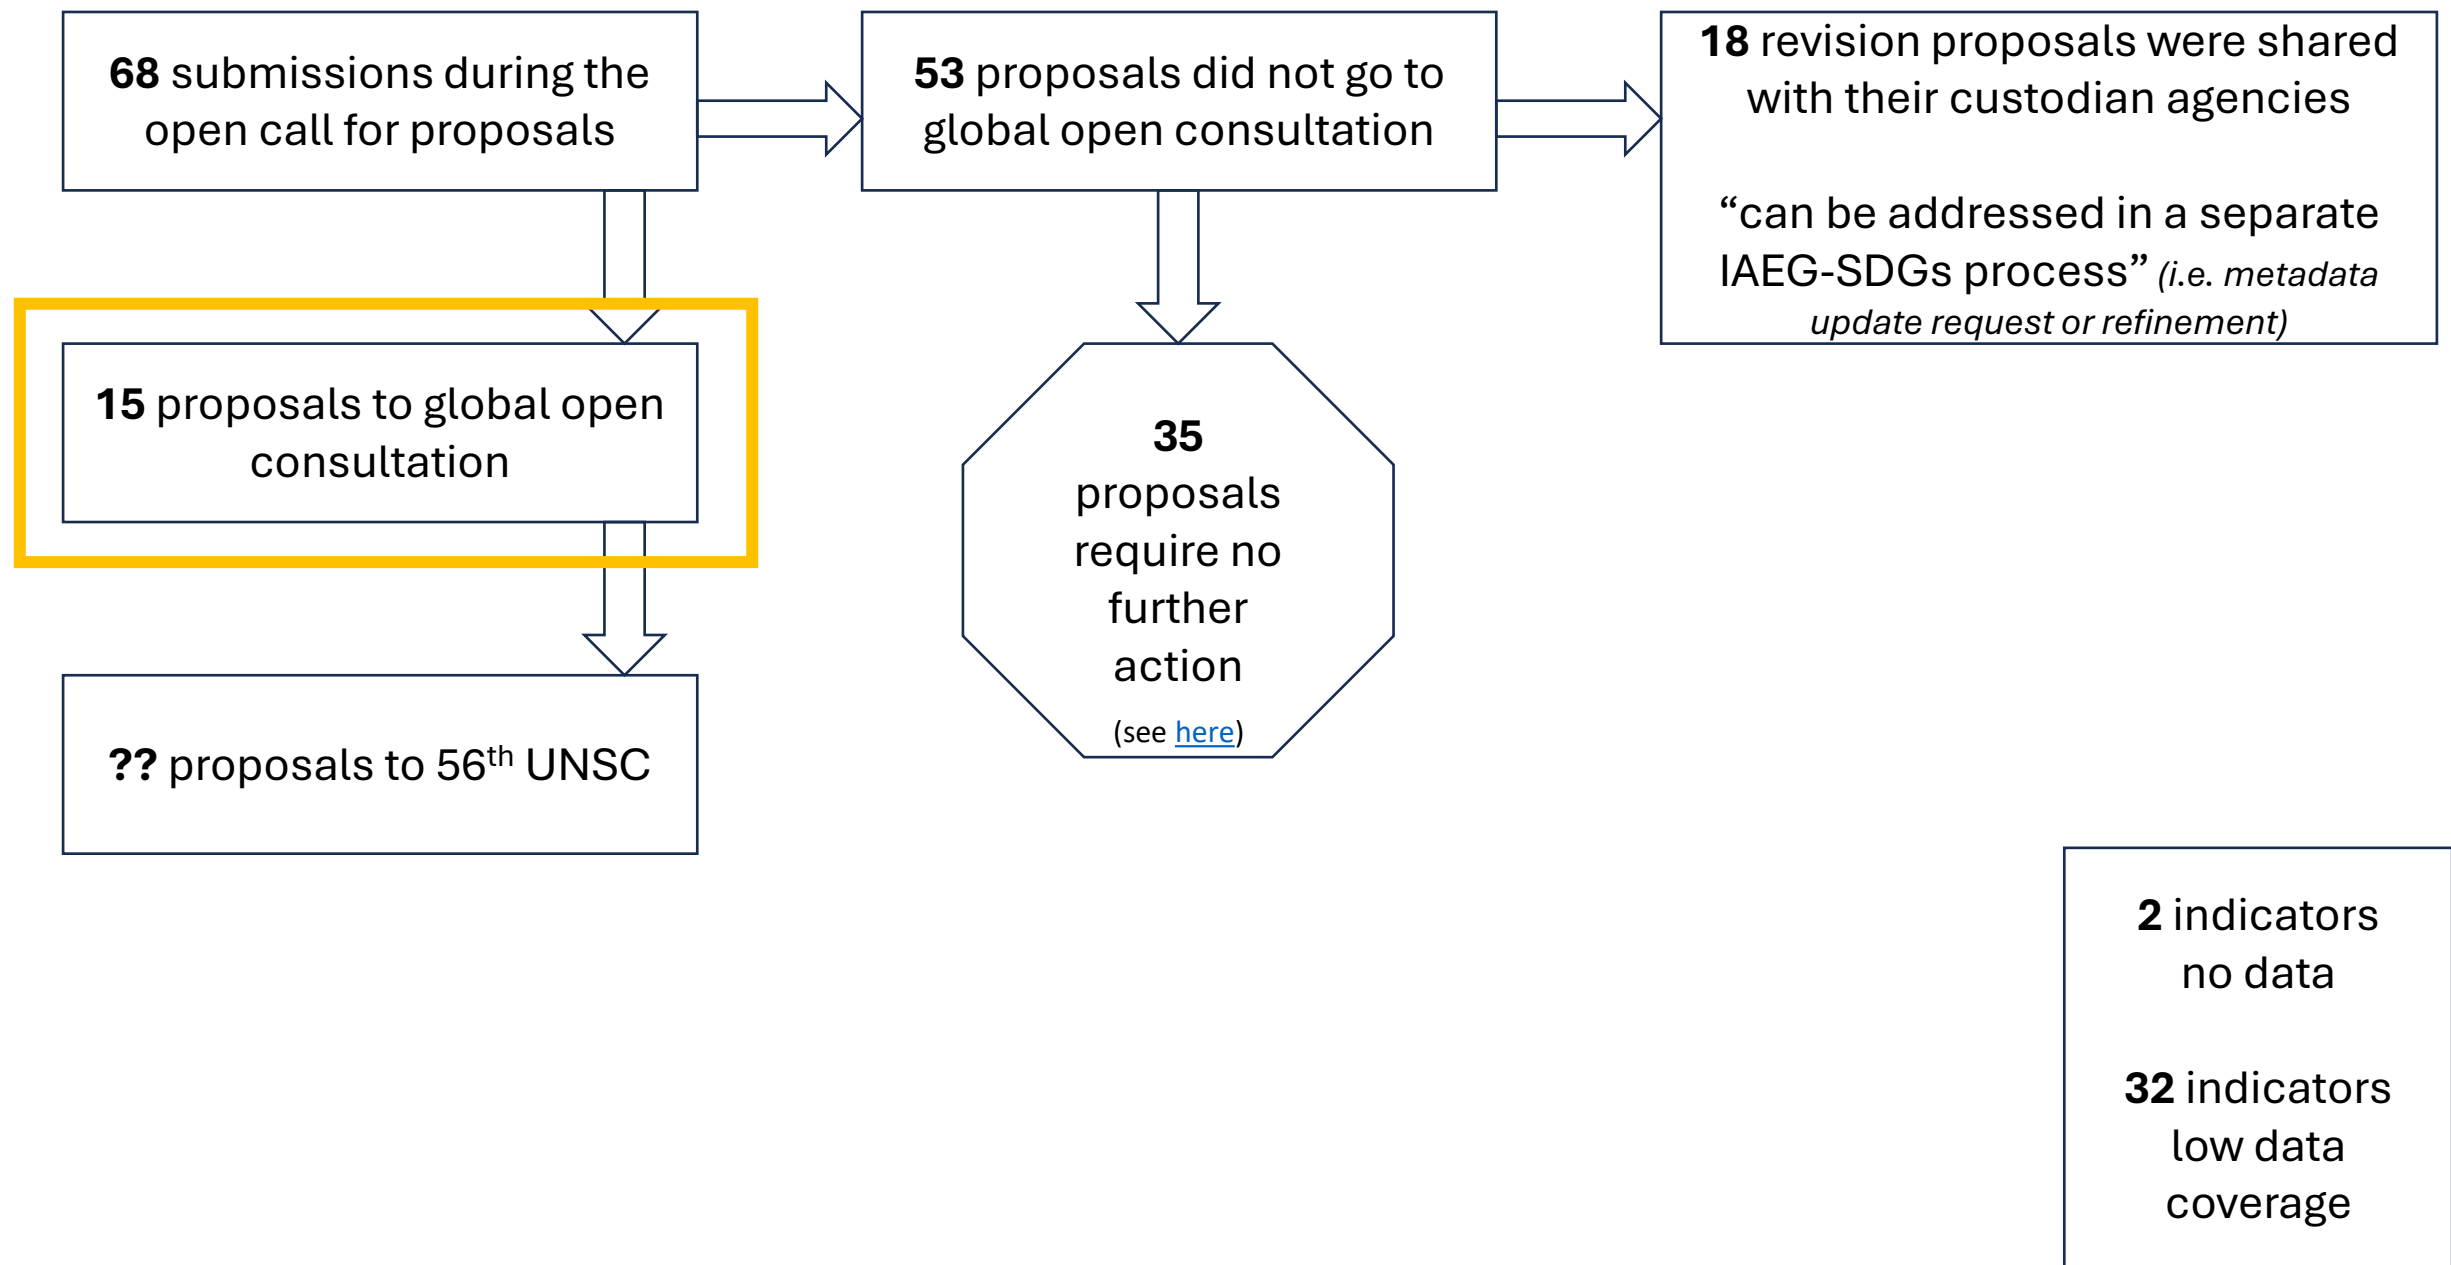 68 submissions during the
open call for proposals
53 proposals did not go to
global open consultation
18 revision proposals were shared
with their custodian agencies
“can be addressed in a separate
IAEG-SDGs process” (i.e. metadata
update request or refinement)
15 proposals to global open
consultation
35
proposals
require no
further
action
(see here)
?? proposals to 56th UNSC
2 indicators
no data
32 indicators
low data
coverage